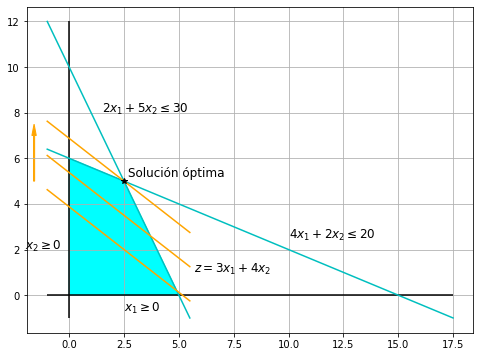 12
10
8
6
4
2
0
2x₁ + 5x₂ ≤ 30
Solución óptima
4x₁ + 2x₂ ≤ 20
x₂ ≥ 0
z = 3x₁ + 4x₂
x₁ ≥ 0
0.0 2.5 5.0 7.5 10.0 12.5 15.0 17.5